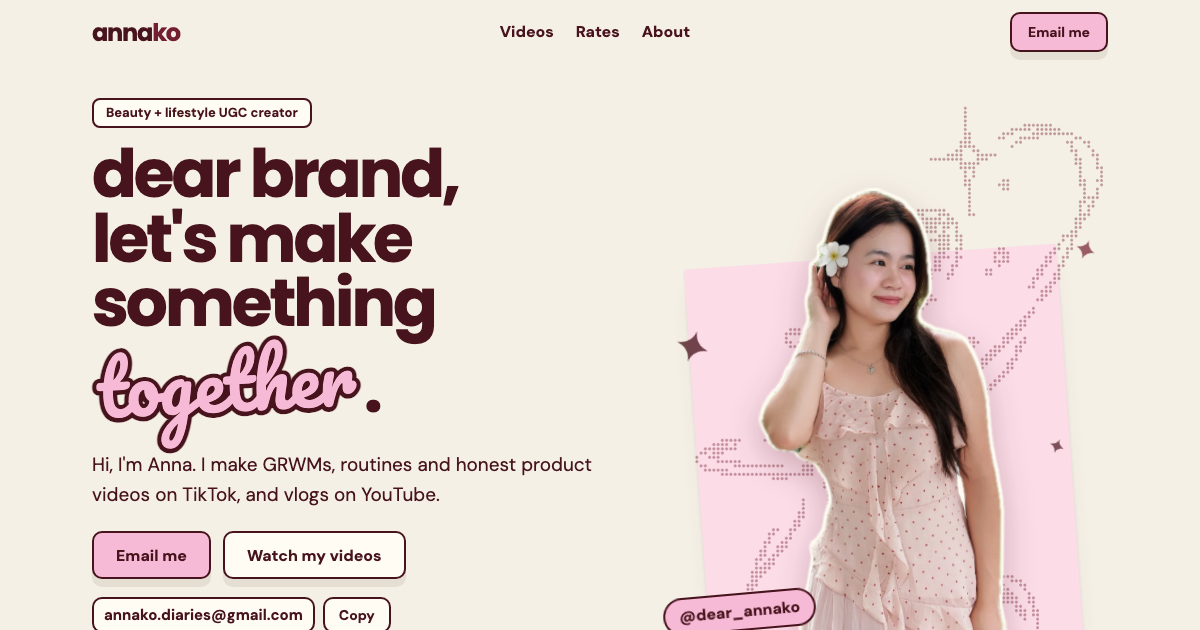 annako
Videos
Rates
About
Email me
Beauty + lifestyle UGC creator
dear brand,
let's make
something
together.
Hi, I'm Anna. I make GRWMs, routines and honest product
videos on TikTok, and vlogs on YouTube.
Email me
Watch my videos
annako.diaries@gmail.com
Copy
@dear_annako